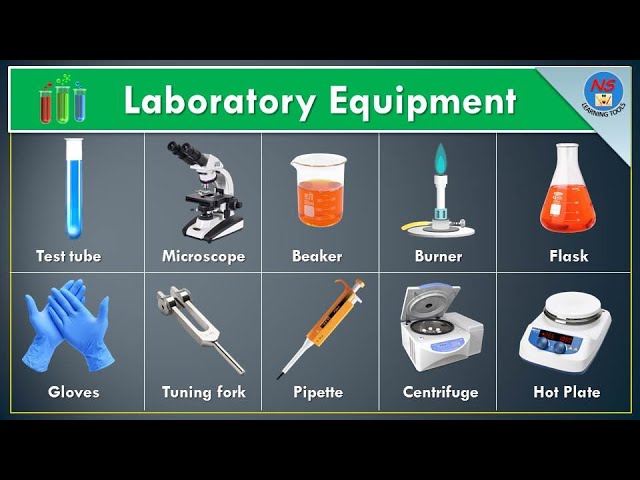 Laboratory Equipment
NS
LEARNING TOOLS
Test tube
Microscope
Beaker
Burner
Flask
Gloves
Tuning fork
Pipette
Centrifuge
Hot Plate